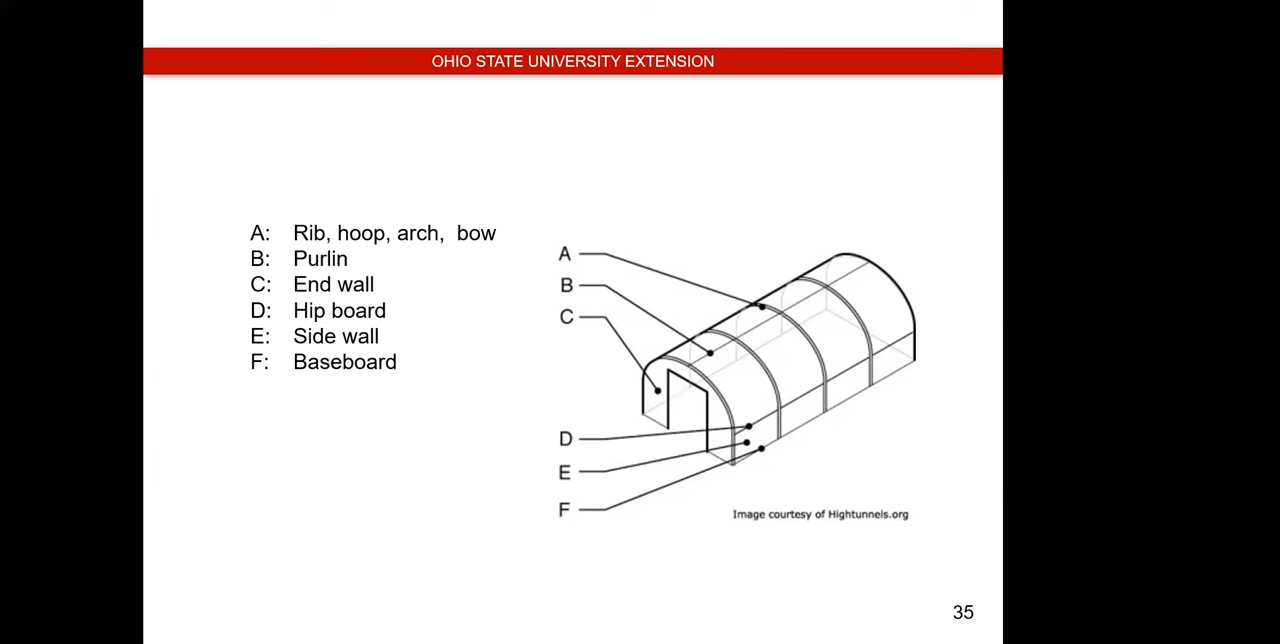 OHIO STATE UNIVERSITY EXTENSION
A: Rib, hoop, arch, bow
B: Purlin
C: End wall
D: Hip board
E: Side wall
F: Baseboard
A
B
C
D
E
F
Image courtesy of Hightunnels.org
35